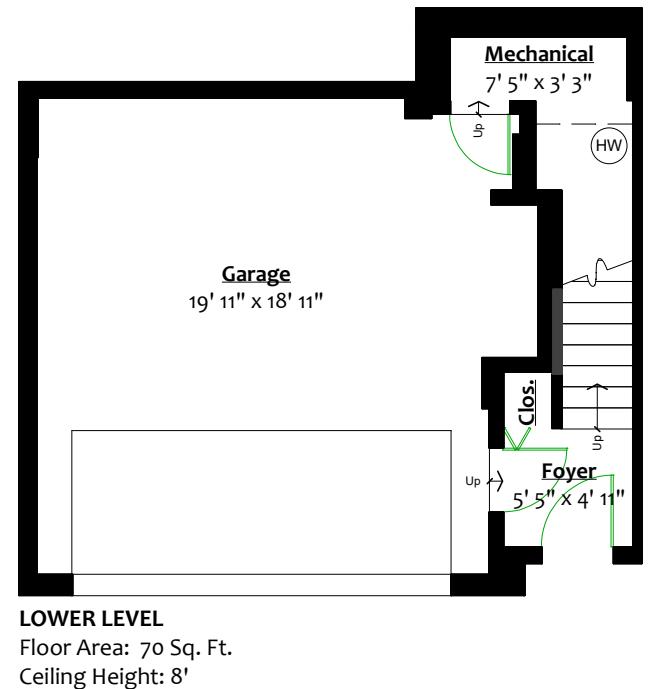 Mechanical
7' 5" x 3' 3"
Up
HW
Garage
19' 11" x 18' 11"
Clos.
Up
Up
Foyer
5' 5" x 4' 11"
LOWER LEVEL
Floor Area: 70 Sq. Ft.
Ceiling Height: 8'